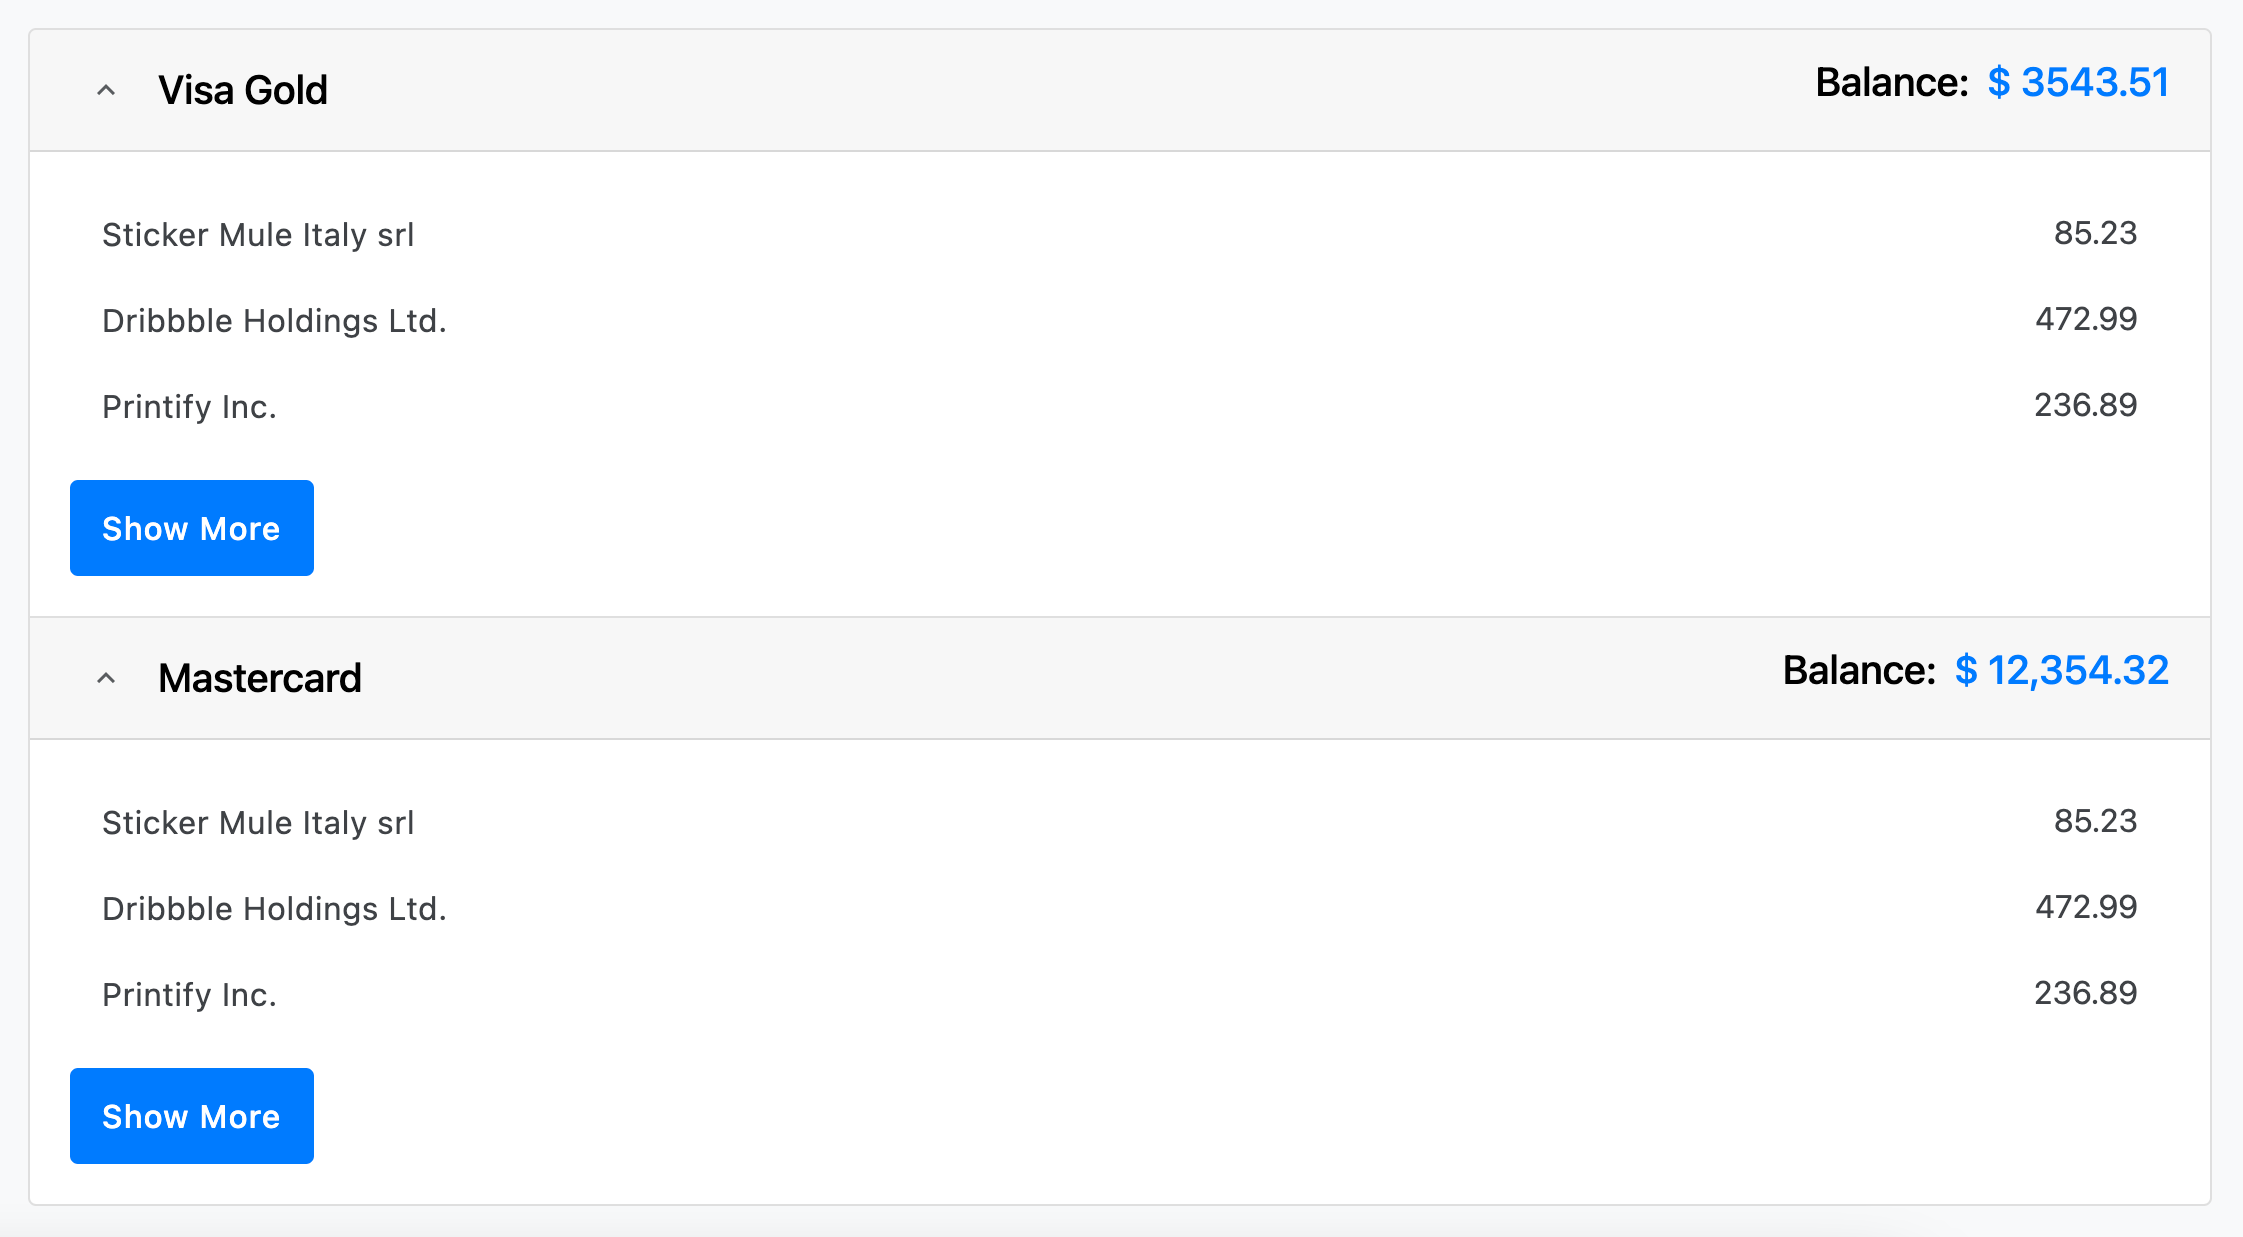 Visa Gold Balance: $ 3543.51
Sticker Mule Italy srl 85.23
Dribbble Holdings Ltd. 472.99
Printify Inc. 236.89
Show More
Mastercard Balance: $ 12,354.32
Sticker Mule Italy srl 85.23
Dribbble Holdings Ltd. 472.99
Printify Inc. 236.89
Show More